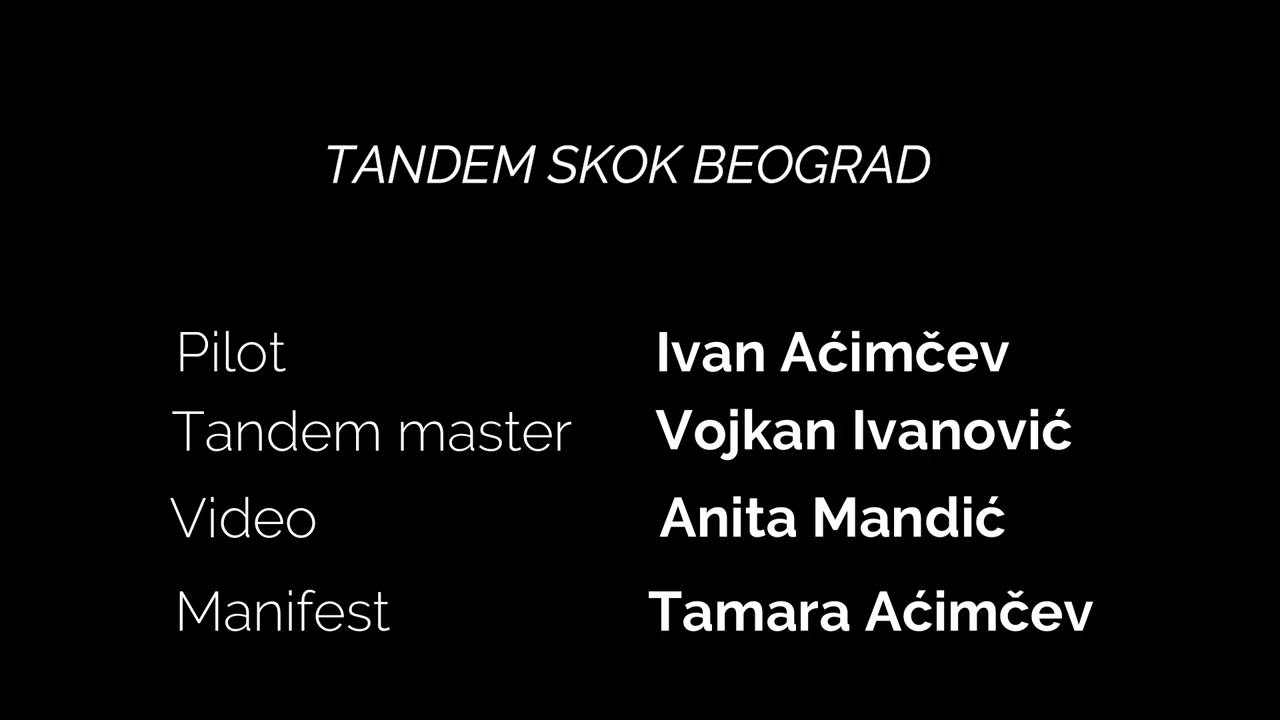 TANDEM SKOK BEOGRAD
Pilot Ivan Aćimčev
Tandem master Vojkan Ivanović
Video Anita Mandić
Manifest Tamara Aćimčev